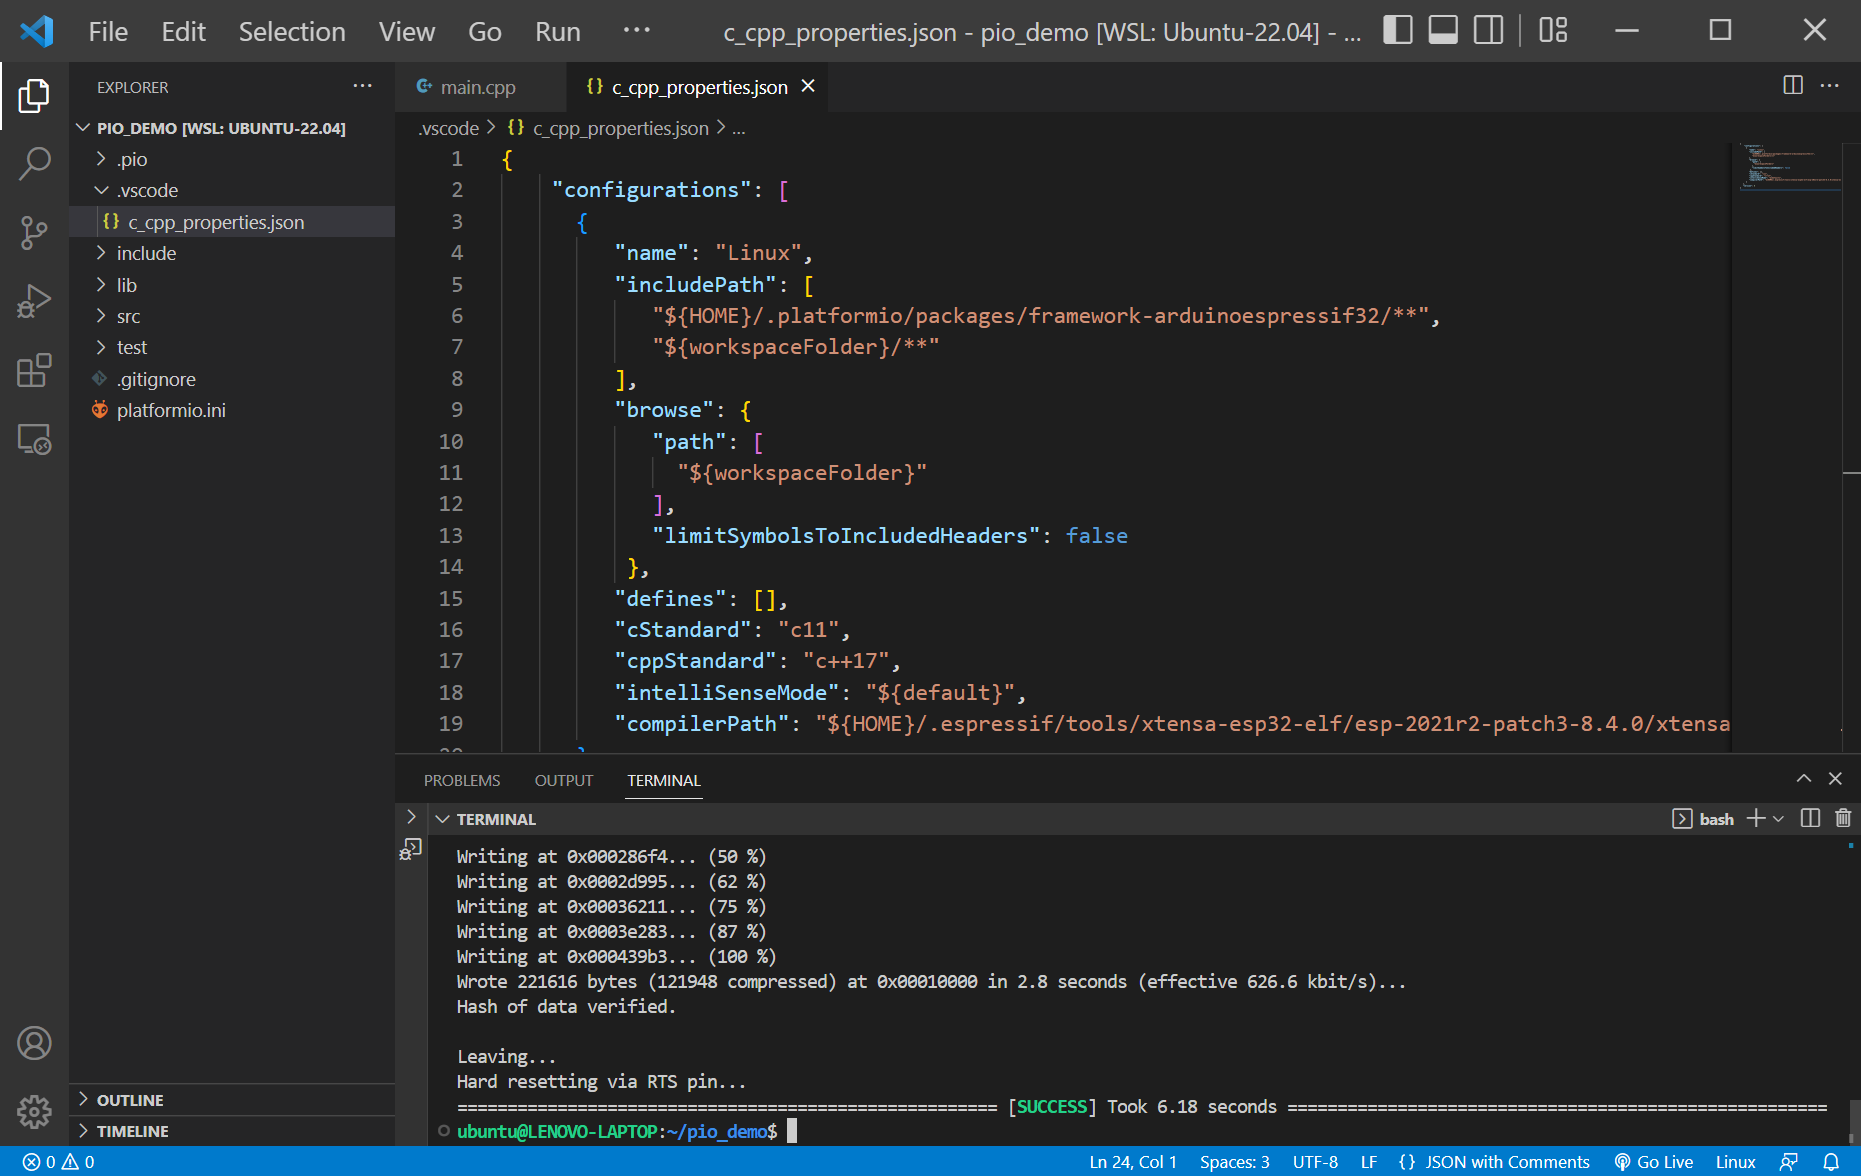 File Edit Selection View Go Run ··· c_cpp_properties.json - pio_demo [WSL: Ubuntu-22.04] - ...
EXPLORER
PIO_DEMO [WSL: UBUNTU-22.04]
.pio
.vscode
{} c_cpp_properties.json
include
lib
src
test
.gitignore
platformio.ini
OUTLINE
TIMELINE
main.cpp
{} c_cpp_properties.json
.vscode > {} c_cpp_properties.json > ...
1 {
2 "configurations": [
3 {
4 "name": "Linux",
5 "includePath": [
6 "${HOME}/.platformio/packages/framework-arduinoespressif32/**",
7 "${workspaceFolder}/**"
8 ],
9 "browse": {
10 "path": [
11 "${workspaceFolder}"
12 ],
13 "limitSymbolsToIncludedHeaders": false
14 },
15 "defines": [],
16 "cStandard": "c11",
17 "cppStandard": "c++17",
18 "intelliSenseMode": "${default}",
19 "compilerPath": "${HOME}/.espressif/tools/xtensa-esp32-elf/esp-2021r2-patch3-8.4.0/xtensa
PROBLEMS OUTPUT TERMINAL
TERMINAL
bash
Writing at 0x000286f4... (50 %)
Writing at 0x0002d995... (62 %)
Writing at 0x00036211... (75 %)
Writing at 0x0003e283... (87 %)
Writing at 0x000439b3... (100 %)
Wrote 221616 bytes (121948 compressed) at 0x00010000 in 2.8 seconds (effective 626.6 kbit/s)...
Hash of data verified.
Leaving...
Hard resetting via RTS pin...
====================================================== [SUCCESS] Took 6.18 seconds ======================================================
ubuntu@LENOVO-LAPTOP:~/pio_demo$
0 0 Ln 24, Col 1 Spaces: 3 UTF-8 LF {} JSON with Comments Go Live Linux